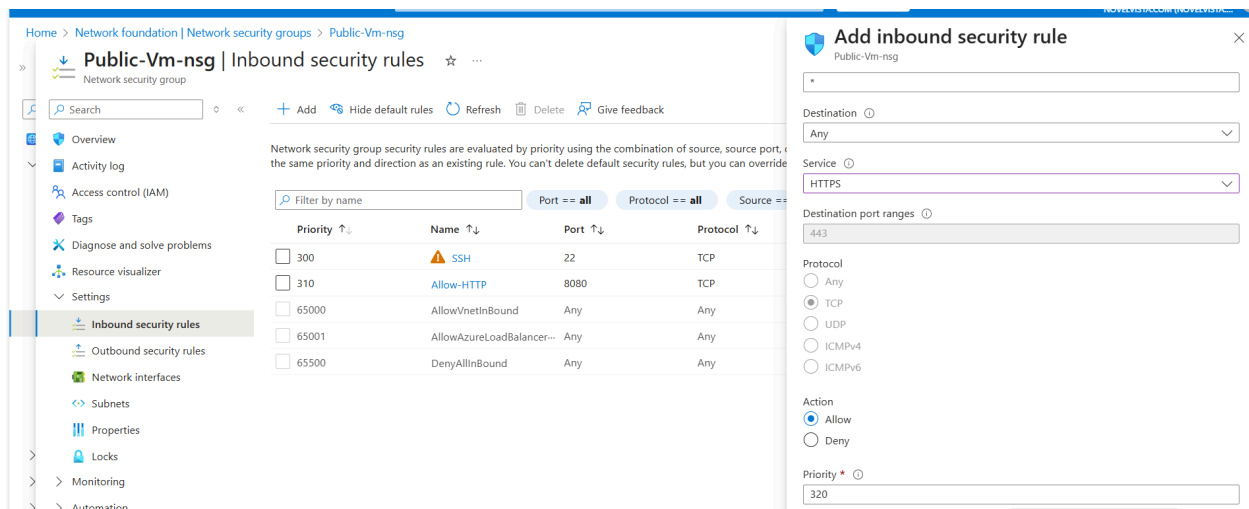 NOVELVISTA.COM (NOVELVISTA....
Home > Network foundation | Network security groups > Public-Vm-nsg
Public-Vm-nsg | Inbound security rules
Network security group
Search
Overview
Activity log
Access control (IAM)
Tags
Diagnose and solve problems
Resource visualizer
Settings
Inbound security rules
Outbound security rules
Network interfaces
Subnets
Properties
Locks
Monitoring
Automation
Add Hide default rules Refresh Delete Give feedback
Network security group security rules are evaluated by priority using the combination of source, source port,
the same priority and direction as an existing rule. You can't delete default security rules, but you can override
Filter by name Port == all Protocol == all Source ==
Priority Name Port Protocol
300 SSH 22 TCP
310 Allow-HTTP 8080 TCP
65000 AllowVnetInBound Any Any
65001 AllowAzureLoadBalancer... Any Any
65500 DenyAllInBound Any Any
Add inbound security rule
Public-Vm-nsg
*
Destination
Any
Service
HTTPS
Destination port ranges
443
Protocol
Any
TCP
UDP
ICMPv4
ICMPv6
Action
Allow
Deny
Priority *
320